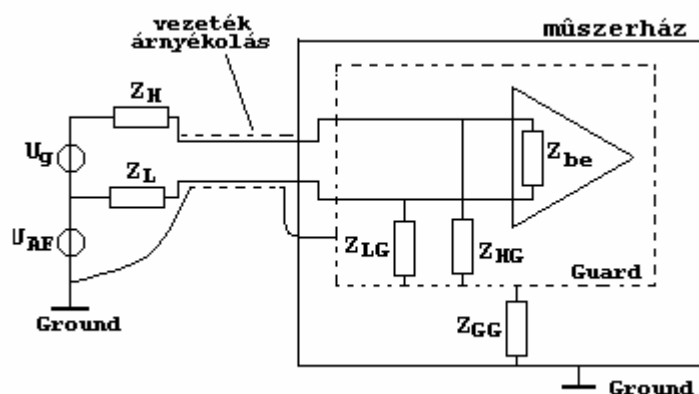 vezeték
árnyékolás
mûszerház
Z_H
U_g
Z_L
Z_be
U_AF
Z_LG
Z_HG
Guard
Ground
Z_GG
Ground